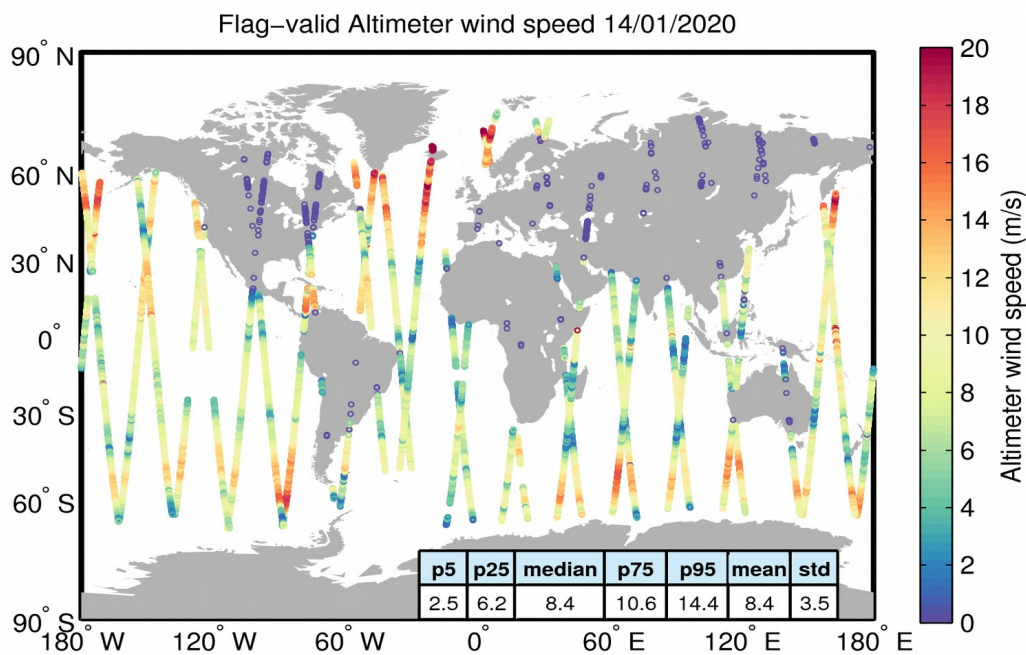 Flag−valid Altimeter wind speed 14/01/2020
90° N
60° N
30° N
0°
30° S
60° S
90° S
180° W
120° W
60° W
0°
60° E
120° E
180° E
p5 p25 median p75 p95 mean std
2.5 6.2 8.4 10.6 14.4 8.4 3.5
20
18
16
14
12
10
8
6
4
2
0
Altimeter wind speed (m/s)